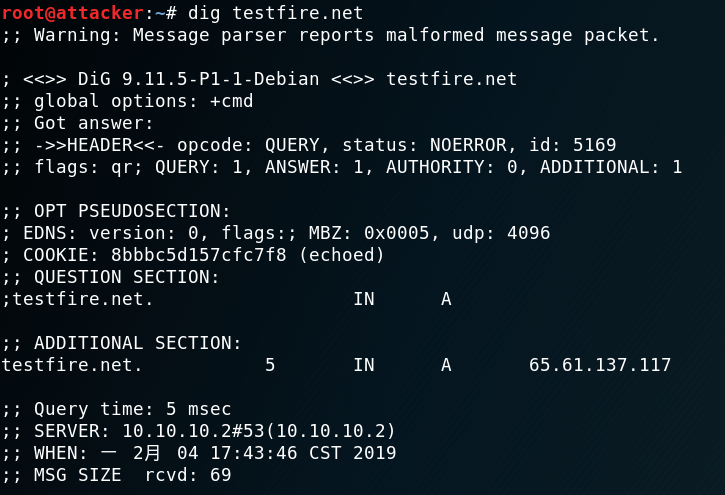 root@attacker:~# dig testfire.net
;; Warning: Message parser reports malformed message packet.
; <<>> DiG 9.11.5-P1-1-Debian <<>> testfire.net
;; global options: +cmd
;; Got answer:
;; ->>HEADER<<- opcode: QUERY, status: NOERROR, id: 5169
;; flags: qr; QUERY: 1, ANSWER: 1, AUTHORITY: 0, ADDITIONAL: 1
;; OPT PSEUDOSECTION:
; EDNS: version: 0, flags:; MBZ: 0x0005, udp: 4096
; COOKIE: 8bbbc5d157cfc7f8 (echoed)
;; QUESTION SECTION:
;testfire.net. IN A
;; ADDITIONAL SECTION:
testfire.net. 5 IN A 65.61.137.117
;; Query time: 5 msec
;; SERVER: 10.10.10.2#53(10.10.10.2)
;; WHEN: 一 2月 04 17:43:46 CST 2019
;; MSG SIZE rcvd: 69